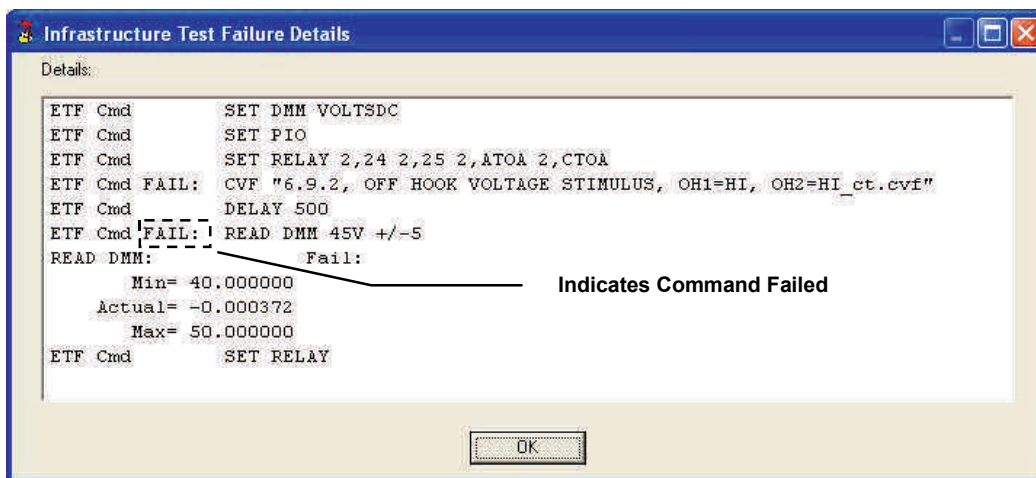 Infrastructure Test Failure Details
Details:
ETF Cmd SET DMM VOLTSDC
ETF Cmd SET PIO
ETF Cmd SET RELAY 2,24 2,25 2,ATOA 2,CTOA
ETF Cmd FAIL: CVF "6.9.2, OFF HOOK VOLTAGE STIMULUS, OH1=HI, OH2=HI_ct.cvf"
ETF Cmd DELAY 500
ETF Cmd FAIL: READ DMM 45V +/-5
READ DMM: Fail:
Min= 40.000000
Indicates Command Failed
Actual= -0.000372
Max= 50.000000
ETF Cmd SET RELAY
OK